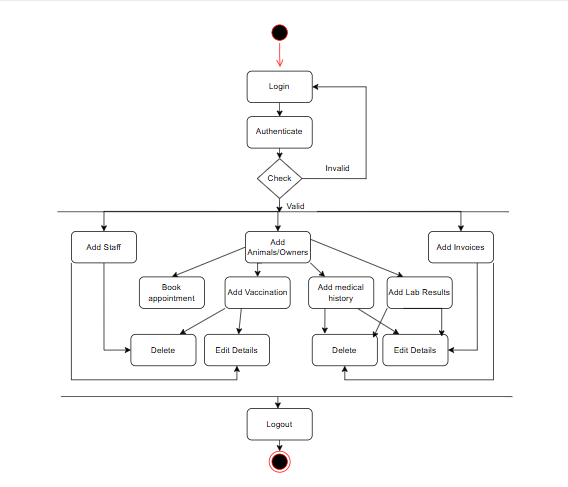 Login
Authenticate
Check
Invalid
Valid
Add Staff
Add
Animals/Owners
Add Invoices
Book
appointment
Add Vaccination
Add medical
history
Add Lab Results
Delete
Edit Details
Delete
Edit Details
Logout